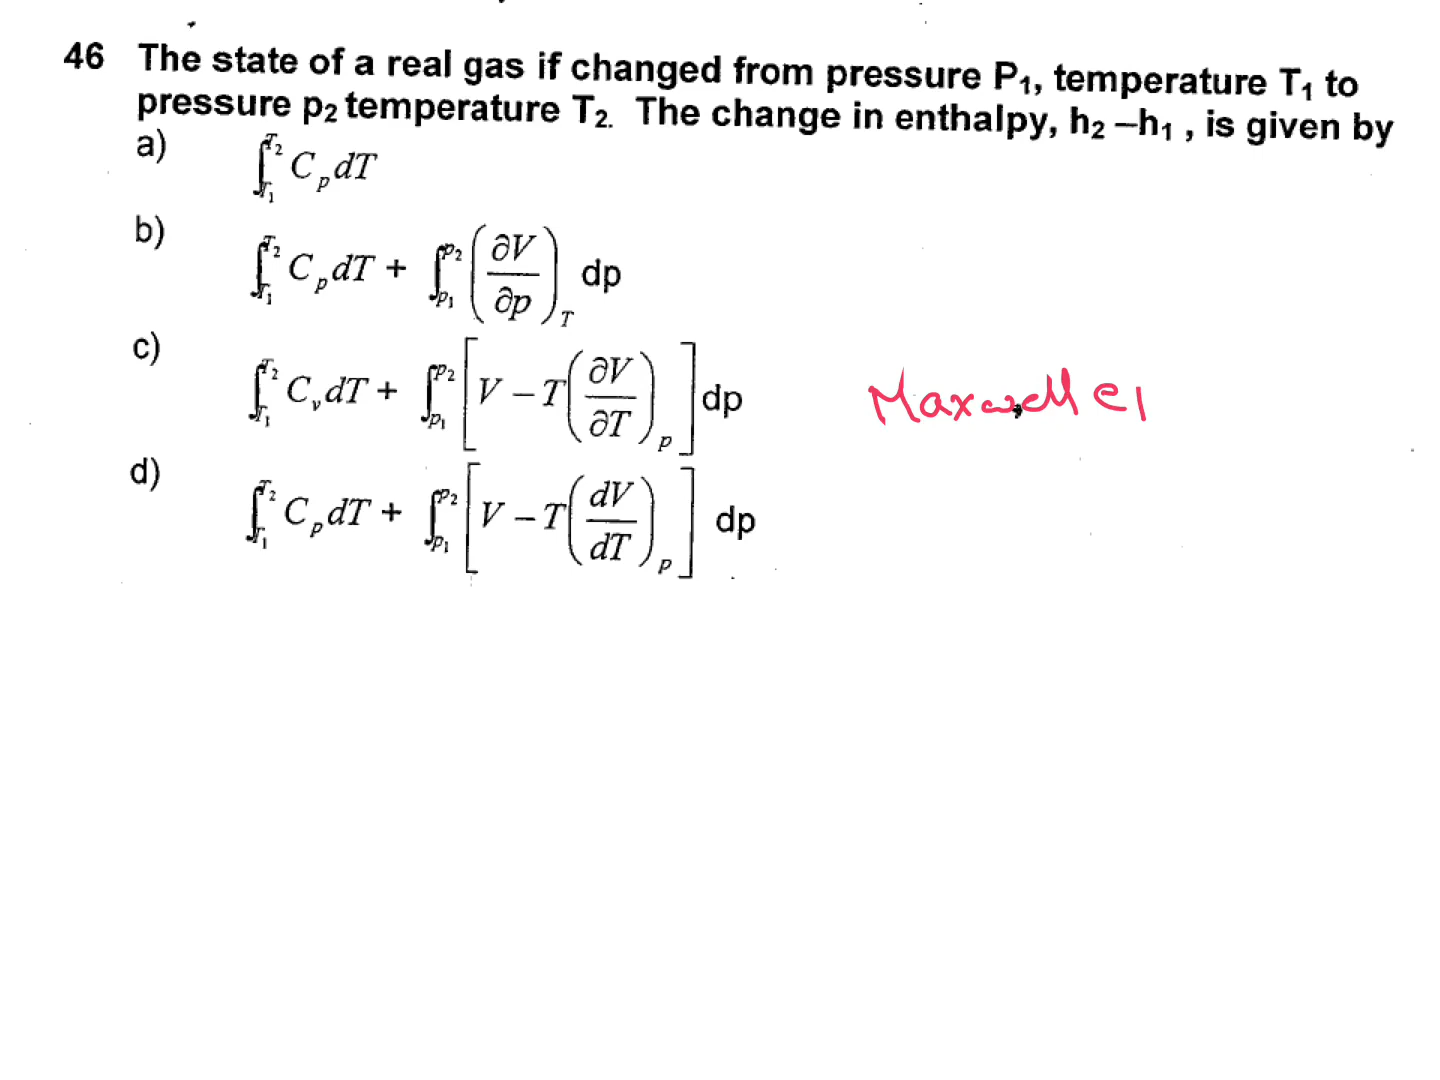 46 The state of a real gas if changed from pressure P₁, temperature T₁ to
pressure p₂ temperature T₂. The change in enthalpy, h₂ –h₁ , is given by
a) ∫_{T₁}^{T₂} C_p dT
b) ∫_{T₁}^{T₂} C_p dT + ∫_{p₁}^{p₂} (∂V/∂p)_T dp
c) ∫_{T₁}^{T₂} C_v dT + ∫_{p₁}^{p₂} [V – T(∂V/∂T)_p] dp
d) ∫_{T₁}^{T₂} C_p dT + ∫_{p₁}^{p₂} [V – T(dV/dT)_p] dp